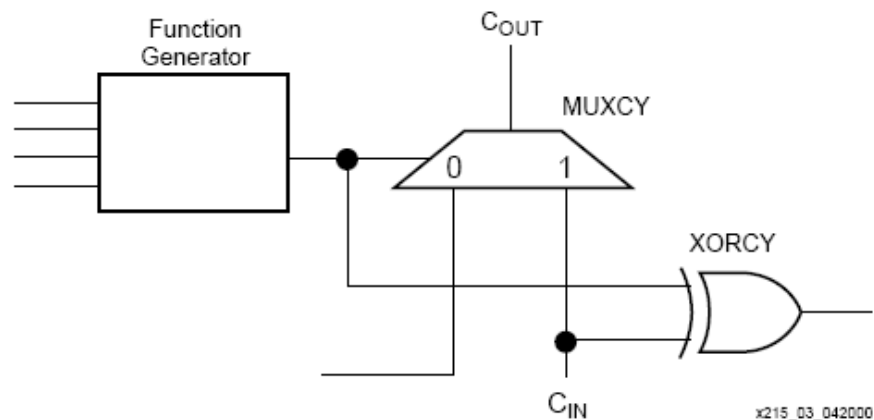 Function
Generator
COUT
MUXCY
0
1
XORCY
CIN
x215_03_042000